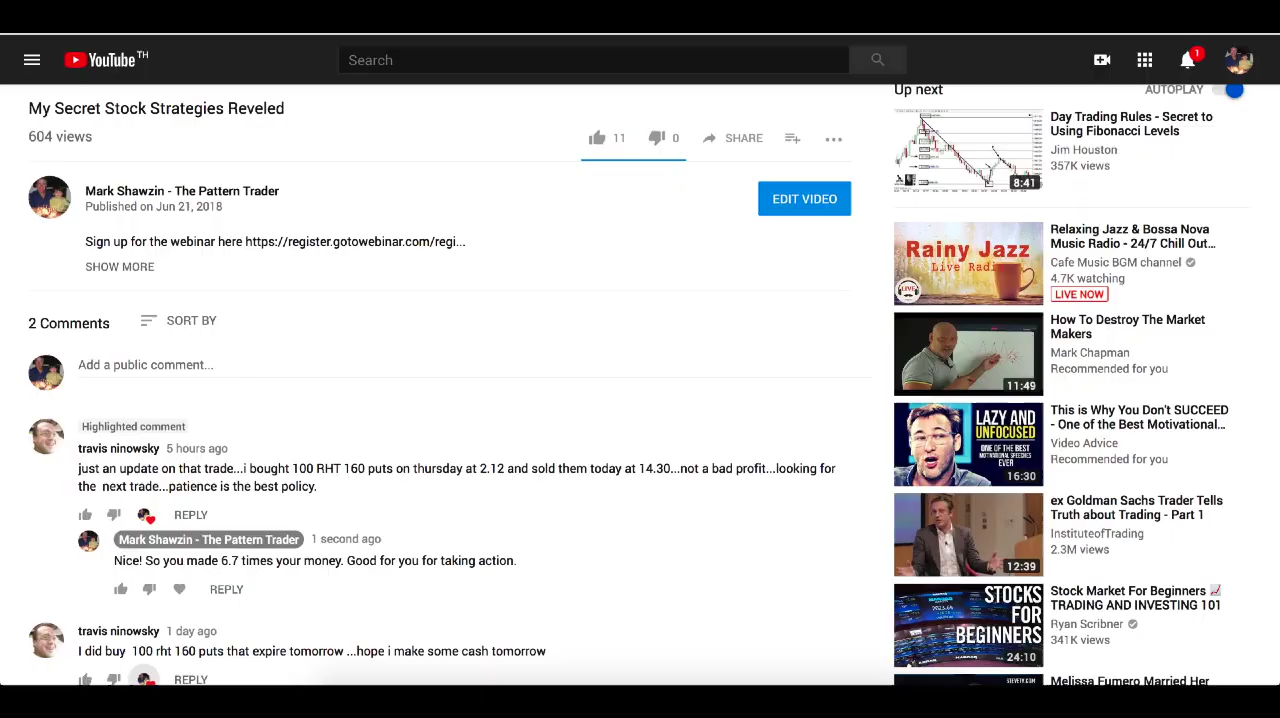 YouTube TH
Search
1
My Secret Stock Strategies Reveled
604 views
11
0
SHARE
Mark Shawzin - The Pattern Trader
Published on Jun 21, 2018
EDIT VIDEO
Sign up for the webinar here https://register.gotowebinar.com/regi...
SHOW MORE
2 Comments
SORT BY
Add a public comment...
Highlighted comment
travis ninowsky 5 hours ago
just an update on that trade...i bought 100 RHT 160 puts on thursday at 2.12 and sold them today at 14.30...not a bad profit...looking for
the next trade...patience is the best policy.
REPLY
Mark Shawzin - The Pattern Trader 1 second ago
Nice! So you made 6.7 times your money. Good for you for taking action.
REPLY
travis ninowsky 1 day ago
I did buy 100 rht 160 puts that expire tomorrow ...hope i make some cash tomorrow
REPLY
Up next
AUTOPLAY
8:41
Day Trading Rules - Secret to
Using Fibonacci Levels
Jim Houston
357K views
Rainy Jazz
Live Radio
LIVE
Relaxing Jazz & Bossa Nova
Music Radio - 24/7 Chill Out...
Cafe Music BGM channel
4.7K watching
LIVE NOW
11:49
How To Destroy The Market
Makers
Mark Chapman
Recommended for you
LAZY AND
UNFOCUSED
ONE OF THE BEST
MOTIVATIONAL SPEECHES
EVER
16:30
This is Why You Don't SUCCEED
- One of the Best Motivational...
Video Advice
Recommended for you
12:39
ex Goldman Sachs Trader Tells
Truth about Trading - Part 1
InstituteofTrading
2.3M views
STOCKS
FOR
BEGINNERS
24:10
Stock Market For Beginners
TRADING AND INVESTING 101
Ryan Scribner
341K views
Melissa Fumero Married Her